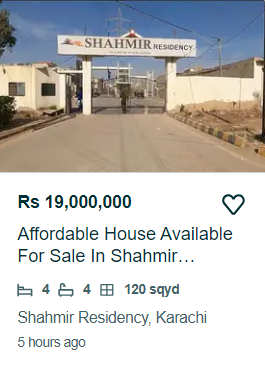 SHAHMIR RESIDENCY
Rs 19,000,000
Affordable House Available
For Sale In Shahmir...
4 4 120 sqyd
Shahmir Residency, Karachi
5 hours ago